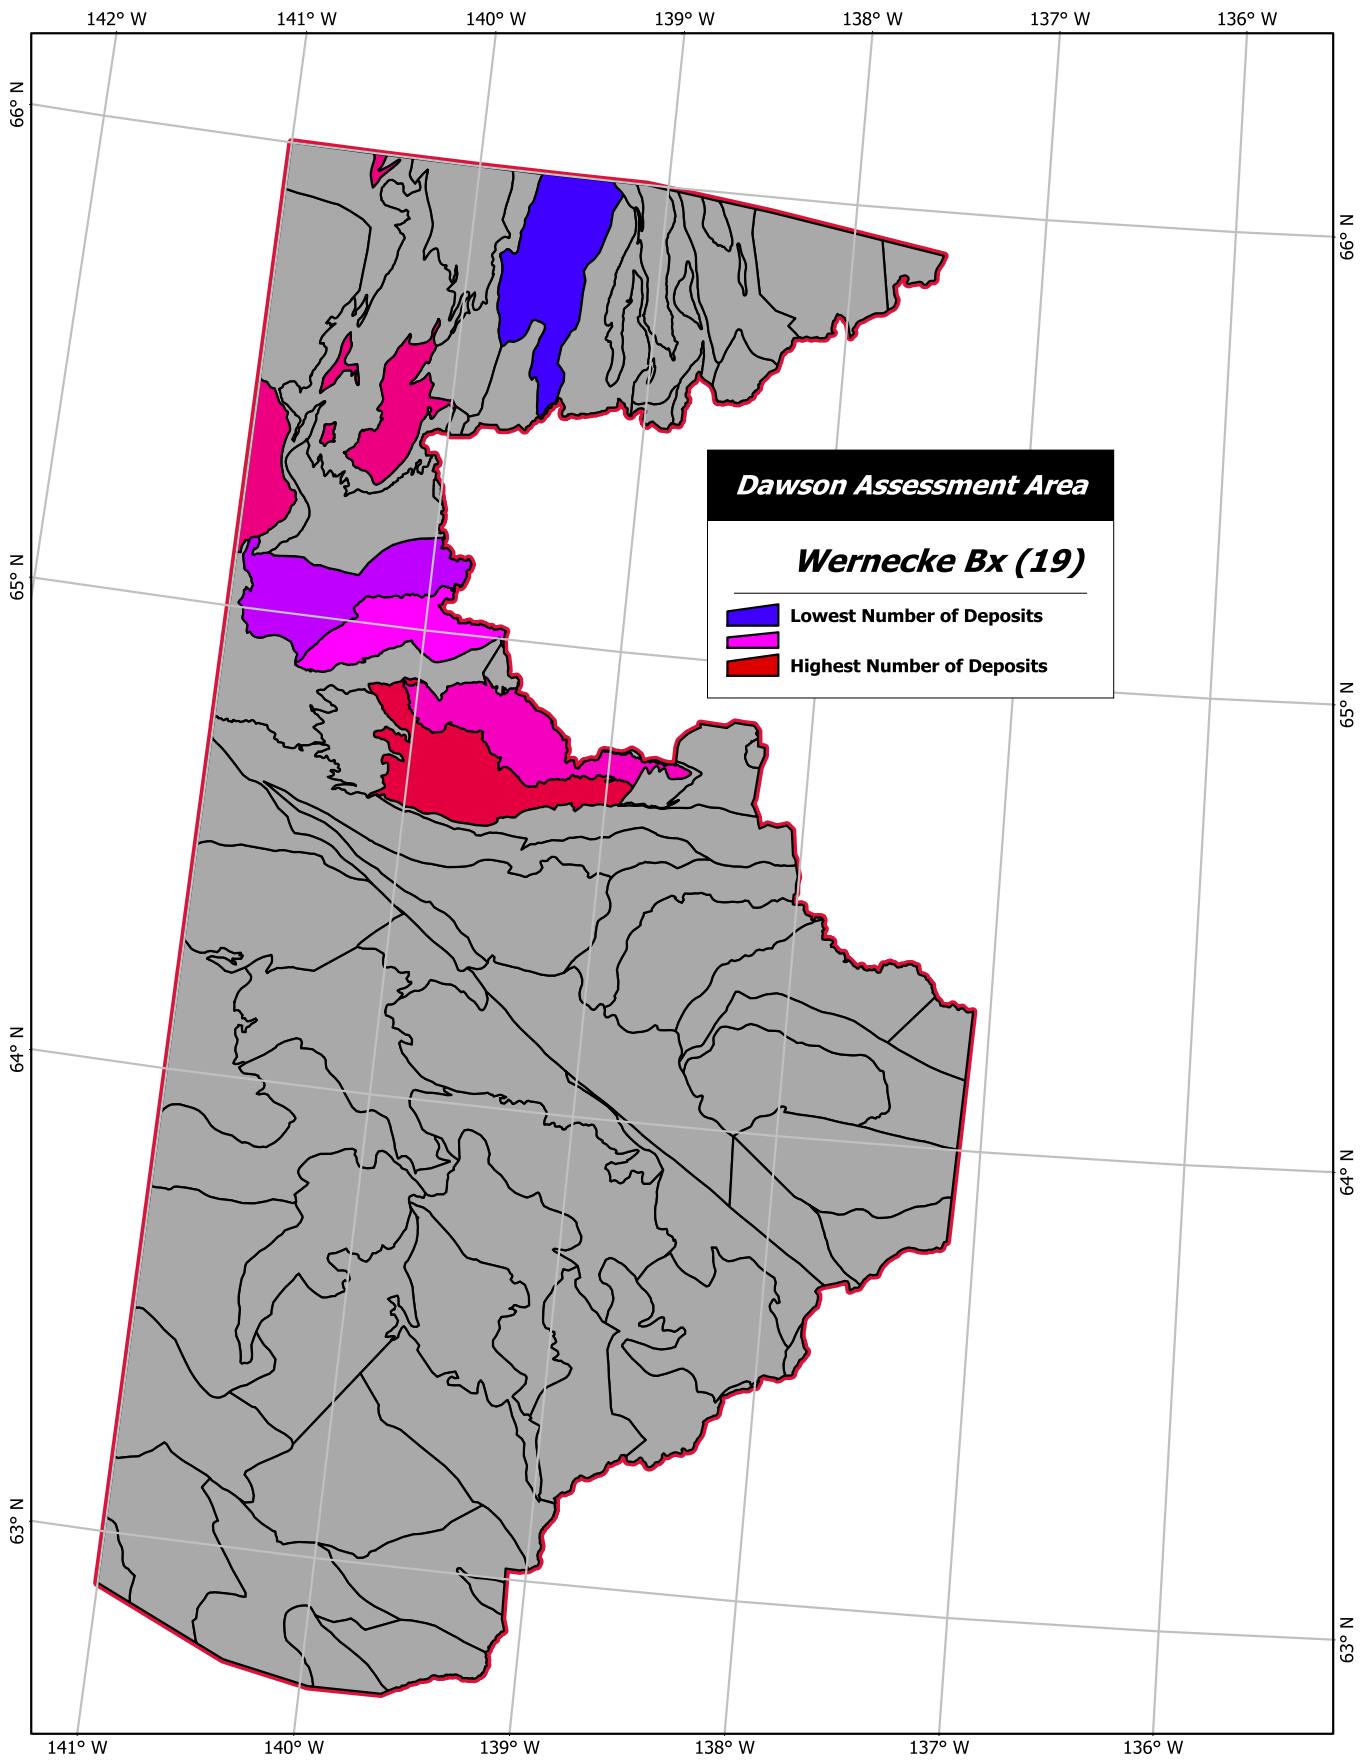 142° W 141° W 140° W 139° W 138° W 137° W 136° W
66° N
66° N
Dawson Assessment Area
Wernecke Bx (19)
Lowest Number of Deposits
Highest Number of Deposits
65° N
65° N
64° N
64° N
63° N
63° N
141° W 140° W 139° W 138° W 137° W 136° W